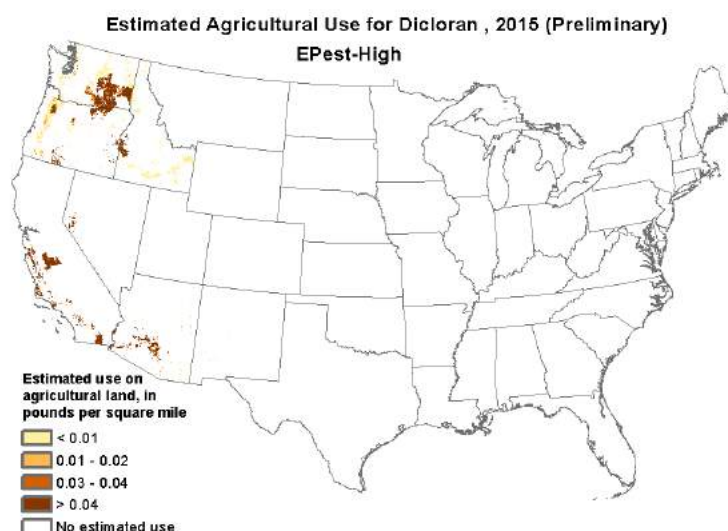 Estimated Agricultural Use for Dicloran , 2015 (Preliminary)
EPest-High
Estimated use on
agricultural land, in
pounds per square mile
< 0.01
0.01 - 0.02
0.03 - 0.04
> 0.04
No estimated use